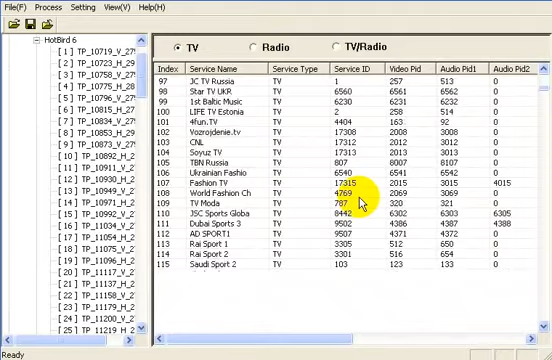 File(F) Process Setting View(V) Help(H)
HotBird 6
[ 1 ] TP_10719_V_275
[ 2 ] TP_10723_H_29
[ 3 ] TP_10758_V_27
[ 4 ] TP_10775_H_28
[ 5 ] TP_10796_V_27
[ 6 ] TP_10815_H_27
[ 7 ] TP_10834_V_27
[ 8 ] TP_10853_H_27
[ 9 ] TP_10873_V_27
[ 10 ] TP_10892_H_2
[ 11 ] TP_10911_V_2
[ 12 ] TP_10930_H_2
[ 13 ] TP_10949_V_2
[ 14 ] TP_10971_H_2
[ 15 ] TP_10992_V_2
[ 16 ] TP_11034_V_2
[ 17 ] TP_11054_H_2
[ 18 ] TP_11096_H_2
[ 19 ] TP_11117_V_2
[ 20 ] TP_11137_H_2
[ 21 ] TP_11158_V_2
[ 22 ] TP_11179_H_2
[ 23 ] TP_11200_V_2
[ 25 ] TP_11219_H_2
TV Radio TV/Radio
Index Service Name Service Type Service ID Video Pid Audio Pid1 Audio Pid2
97 JC TV Russia TV 1 257 513 0
98 Star TV UKR TV 6560 6561 6562 0
99 1st Baltic Music TV 6230 6231 6232 0
100 LIFE TV Estonia TV 2 258 514 0
101 4fun.TV TV 4404 163 92 0
102 Vozrojdenie.tv TV 17308 2008 3008 0
103 CNL TV 17312 2012 3012 0
104 Soyuz TV TV 17313 2013 3013 0
105 TBN Russia TV 807 8007 8107 0
106 Ukrainian Fashio TV 6540 6541 6542 0
107 Fashion TV TV 17315 2015 3015 4015
108 World Fashion Ch TV 4769 2069 3069 0
109 TV Moda TV 787 320 321 0
110 JSC Sports Globa TV 8442 6302 6303 6305
111 Dubai Sports 3 TV 9502 4386 4387 4388
112 AD SPORTI TV 9507 4371 4372 0
113 Rai Sport 1 TV 3305 512 650 0
114 Rai Sport 2 TV 3301 516 654 0
115 Saudi Sport 2 TV 103 123 133 0
Ready